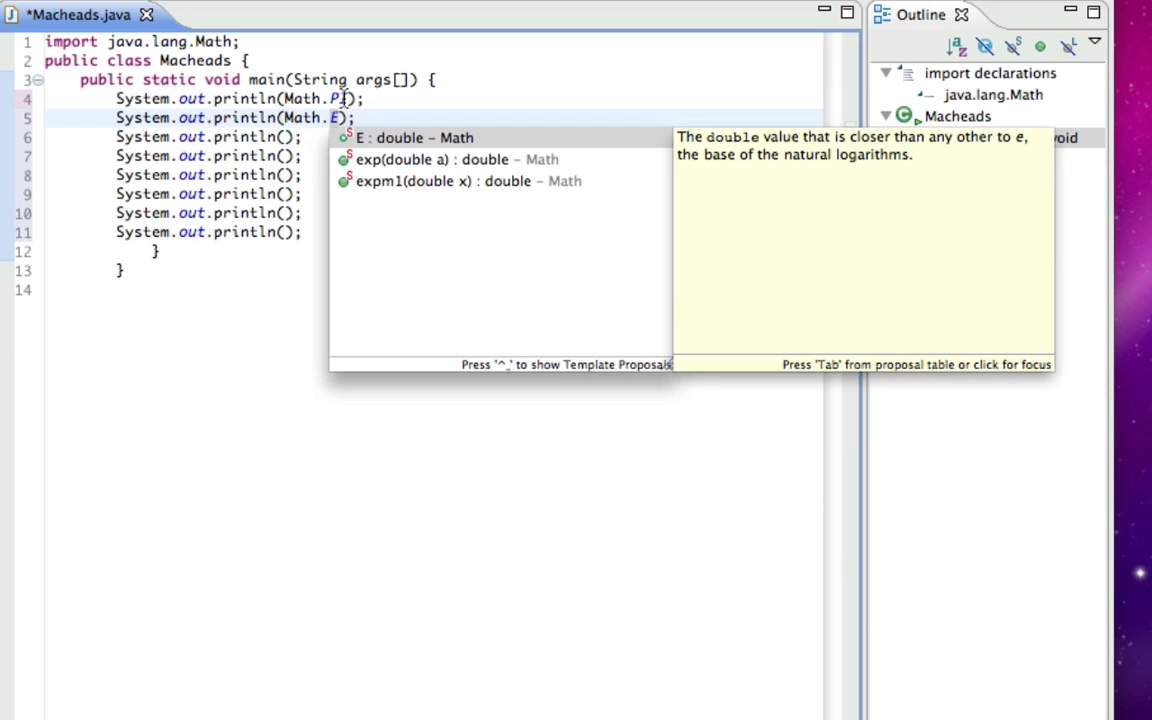 *Macheads.java
Outline
1 import java.lang.Math;
2 public class Macheads {
3 public static void main(String args[]) {
4 System.out.println(Math.PI);
5 System.out.println(Math.E);
6 System.out.println();
7 System.out.println();
8 System.out.println();
9 System.out.println();
10 System.out.println();
11 System.out.println();
12 }
13 }
14
E : double – Math
exp(double a) : double – Math
expm1(double x) : double – Math
Press '^␣' to show Template Proposals
The double value that is closer than any other to e,
the base of the natural logarithms.
Press 'Tab' from proposal table or click for focus
import declarations
java.lang.Math
Macheads
void